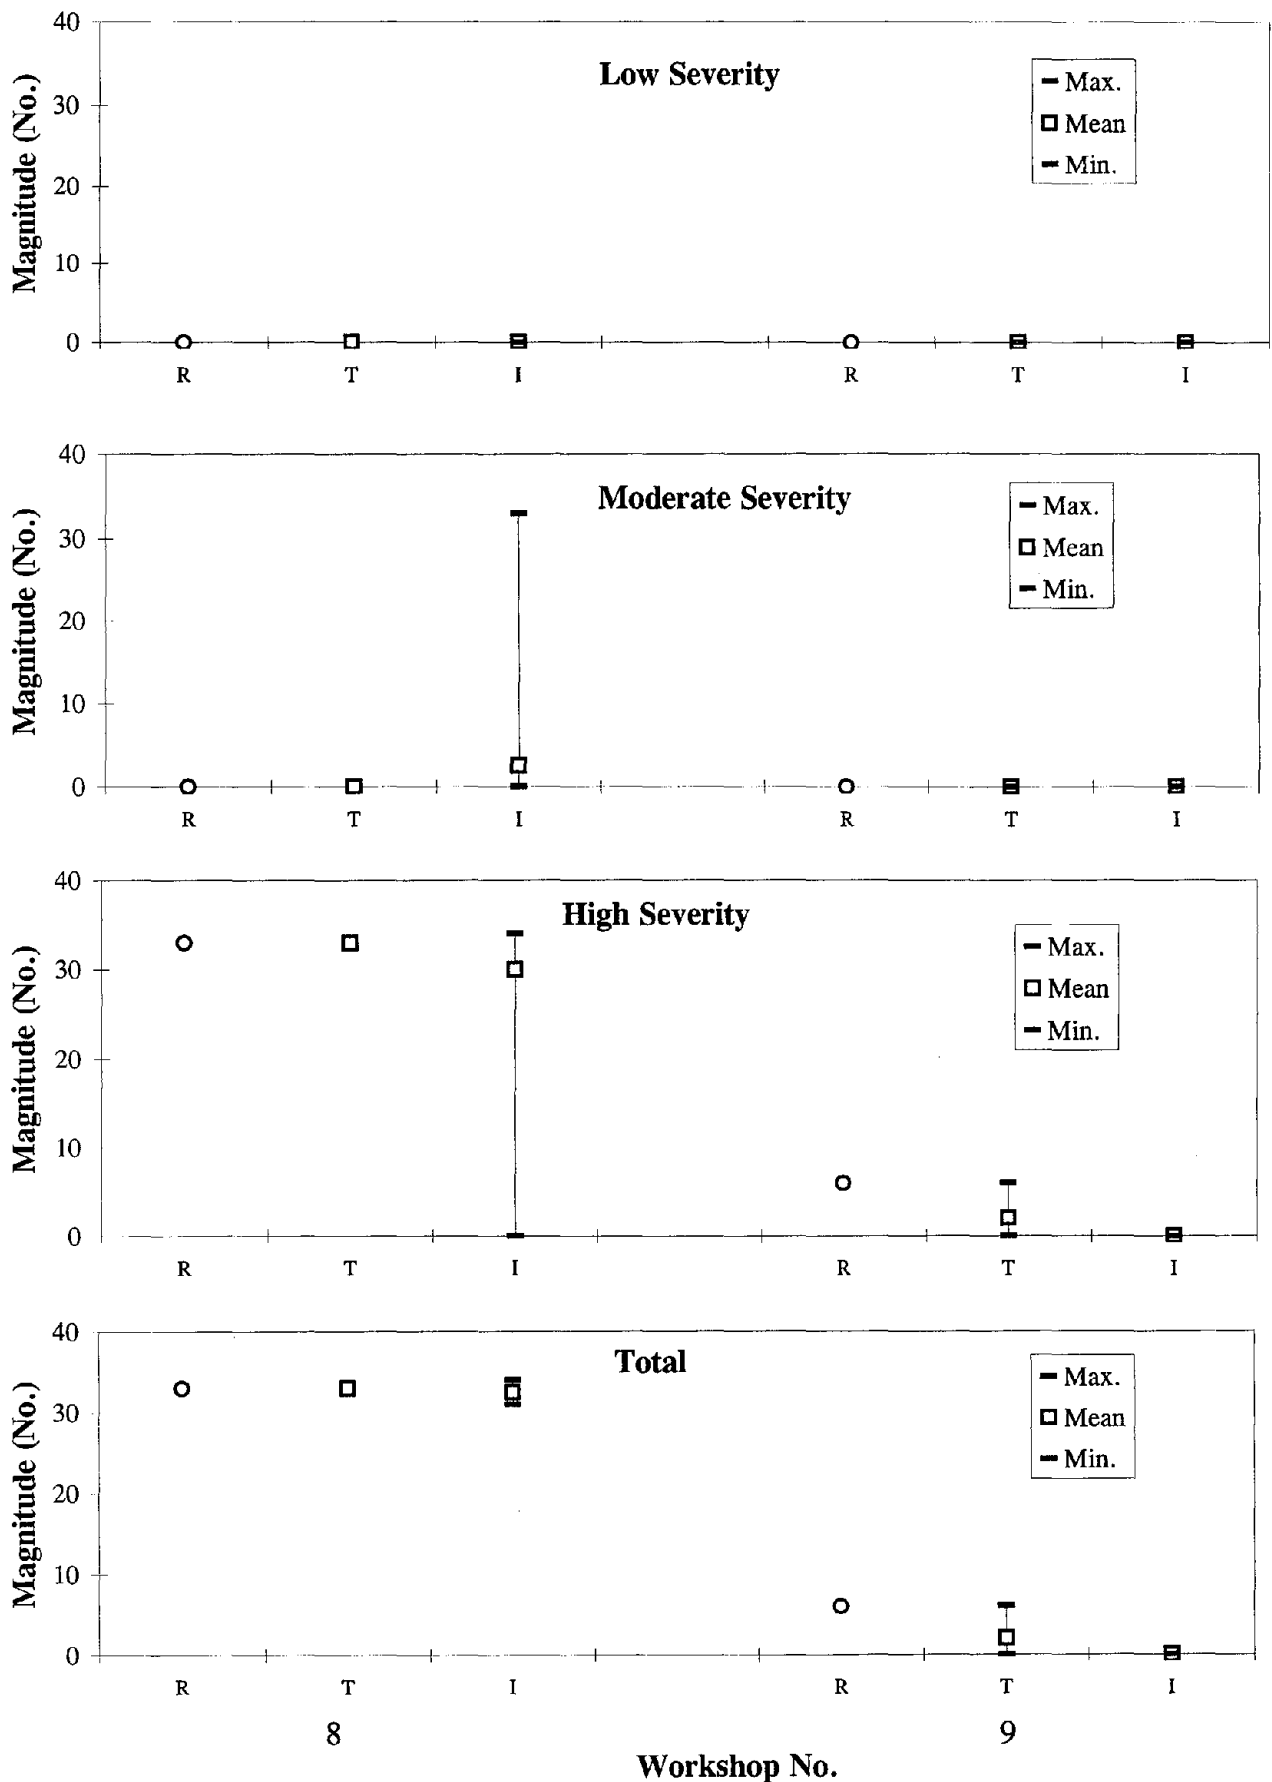 Low Severity
Magnitude (No.)
40
30
20
10
0
Max.
Mean
Min.
R T I R T I
Moderate Severity
Magnitude (No.)
40
30
20
10
0
Max.
Mean
Min.
R T I R T I
High Severity
Magnitude (No.)
40
30
20
10
0
Max.
Mean
Min.
R T I R T I
Total
Magnitude (No.)
40
30
20
10
0
Max.
Mean
Min.
R T I R T I
8 9
Workshop No.